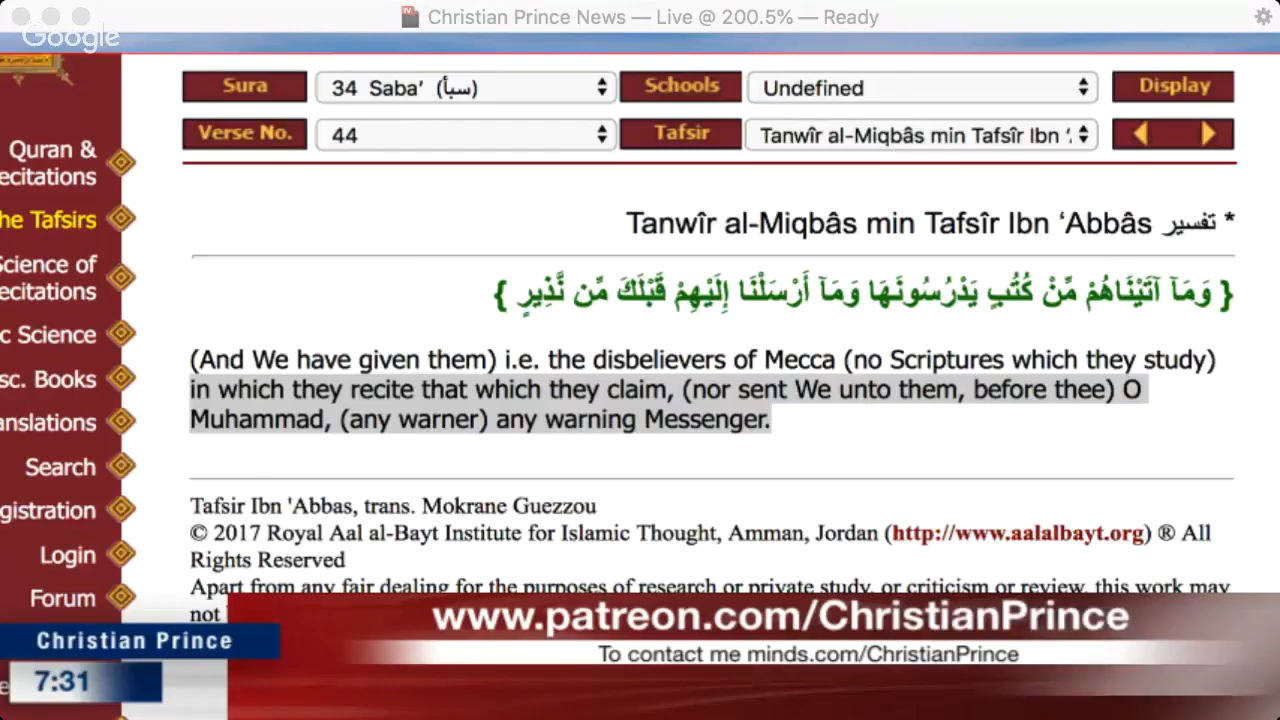 Christian Prince News — Live @ 200.5% — Ready
Google
Sura
34 Saba’ (سبأ)
Schools
Undefined
Display
Verse No.
44
Tafsir
Tanwîr al-Miqbâs min Tafsîr Ibn ‘
Quran &
ecitations
he Tafsirs
Science of
ecitations
c Science
sc. Books
anslations
Search
gistration
Login
Forum
* تفسير Tanwîr al-Miqbâs min Tafsîr Ibn ‘Abbâs
{ وَمَآ آتَيْنَاهُمْ مِّنْ كُتُبٍ يَدْرُسُونَهَا وَمَآ أَرْسَلْنَا إِلَيْهِمْ قَبْلَكَ مِّن نَّذِيرٍ }
(And We have given them) i.e. the disbelievers of Mecca (no Scriptures which they study)
in which they recite that which they claim, (nor sent We unto them, before thee) O
Muhammad, (any warner) any warning Messenger.
Tafsir Ibn 'Abbas, trans. Mokrane Guezzou
© 2017 Royal Aal al-Bayt Institute for Islamic Thought, Amman, Jordan (http://www.aalalbayt.org) ® All
Rights Reserved
Apart from any fair dealing for the purposes of research or private study, or criticism or review, this work may
not
www.patreon.com/ChristianPrince
Christian Prince
To contact me minds.com/ChristianPrince
7:31